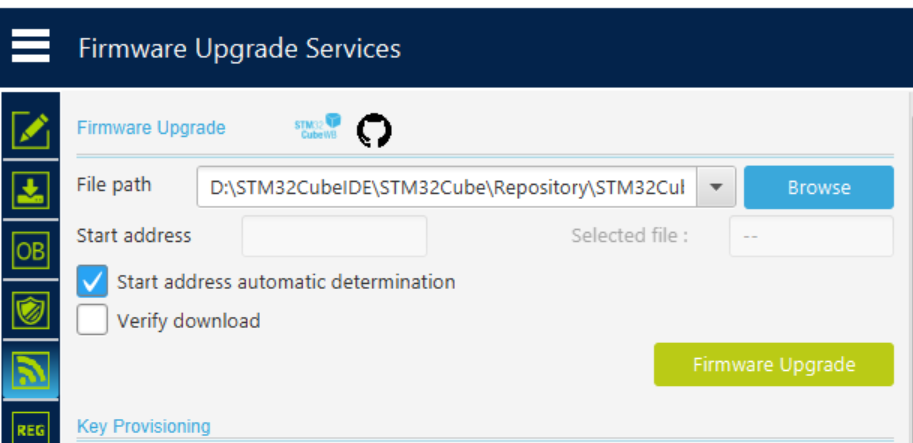 Firmware Upgrade Services
Firmware Upgrade STM32 CubeWB
File path D:\STM32CubeIDE\STM32Cube\Repository\STM32Cul Browse
Start address Selected file : --
OB
Start address automatic determination
Verify download
Firmware Upgrade
REG Key Provisioning